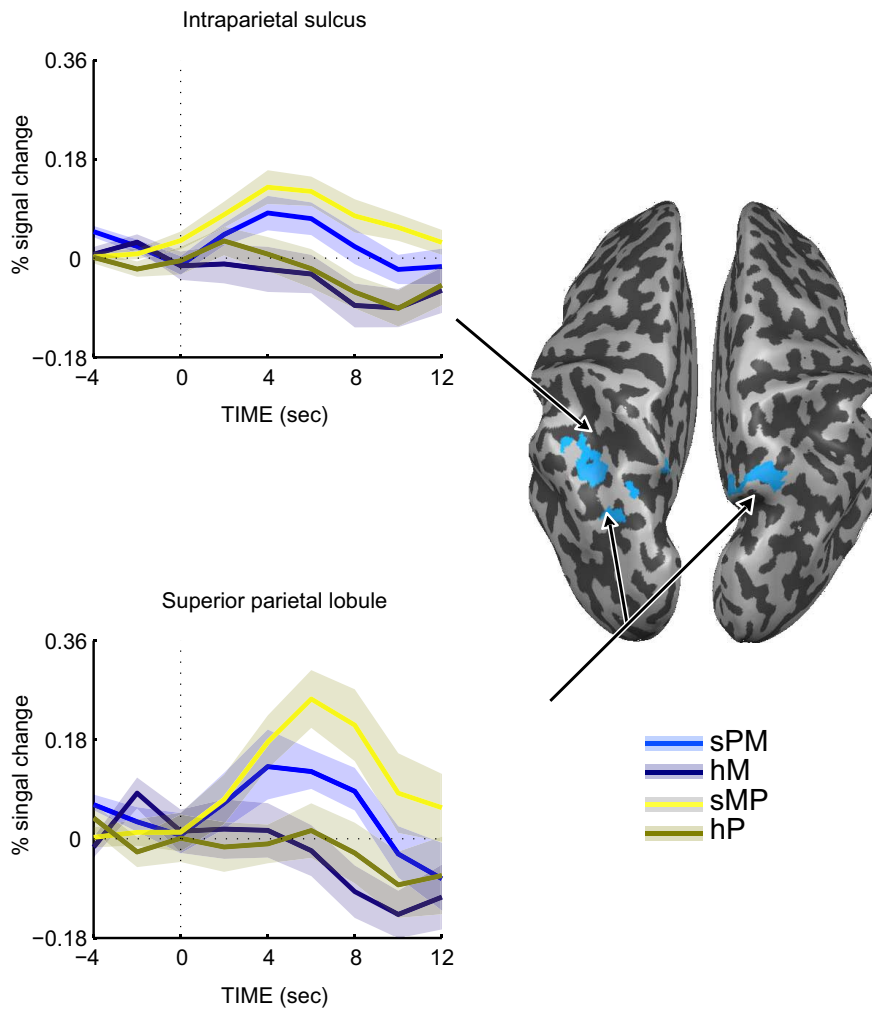 Intraparietal sulcus
0.36
0.18
0
−0.18
% signal change
−4 0 4 8 12
TIME (sec)
Superior parietal lobule
0.36
0.18
0
−0.18
% singal change
−4 0 4 8 12
TIME (sec)
sPM
hM
sMP
hP